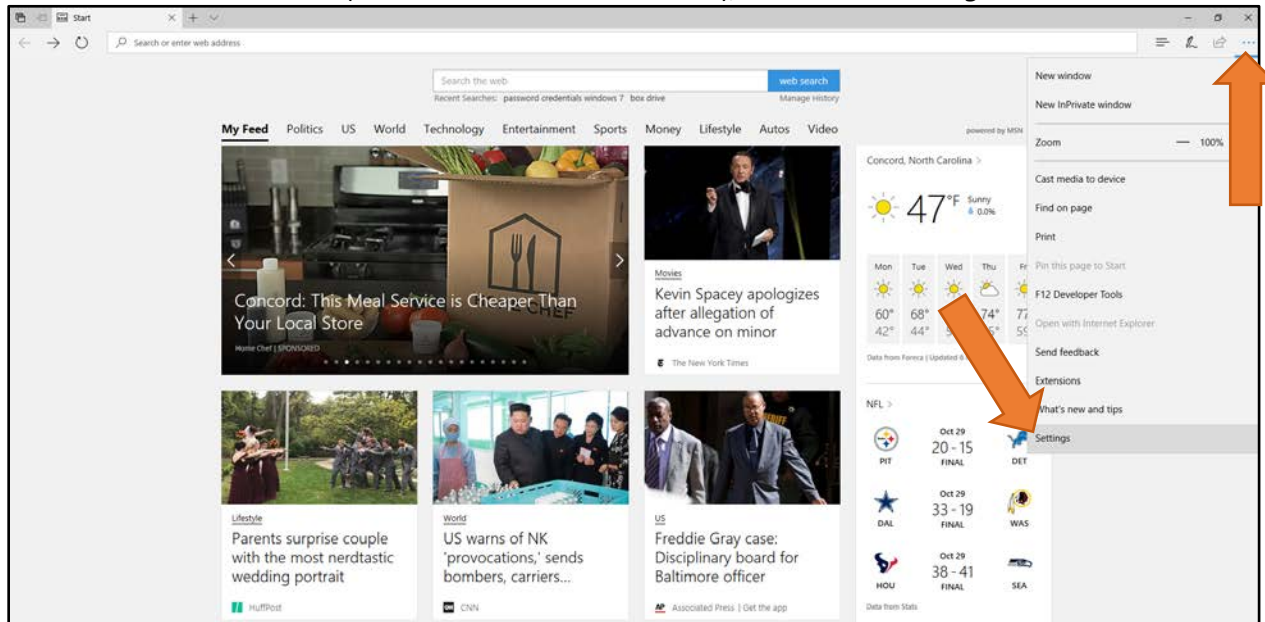 Start
Search or enter web address
Search the web
web search
Recent Searches: password credentials windows 7 box drive
Manage History
My Feed Politics US World Technology Entertainment Sports Money Lifestyle Autos Video
powered by MSN
Concord: This Meal Service is Cheaper Than
Your Local Store
Home Chef | SPONSORED
Movies
Kevin Spacey apologizes
after allegation of
advance on minor
The New York Times
Concord, North Carolina >
47°F Sunny
0.0%
Mon Tue Wed Thu Fr
60° 68° 74° 77
42° 44° 59
Data from Foreca | Updated
NFL >
Oct 29
20 - 15
PIT FINAL DET
Oct 29
33 - 19
DAL FINAL WAS
Oct 29
38 - 41
HOU FINAL SEA
Data from Stats
Lifestyle
Parents surprise couple
with the most nerdtastic
wedding portrait
HuffPost
World
US warns of NK
'provocations,' sends
bombers, carriers...
CNN
US
Freddie Gray case:
Disciplinary board for
Baltimore officer
AP Associated Press | Get the app
New window
New InPrivate window
Zoom — 100%
Cast media to device
Find on page
Print
Pin this page to Start
F12 Developer Tools
Open with Internet Explorer
Send feedback
Extensions
What's new and tips
Settings